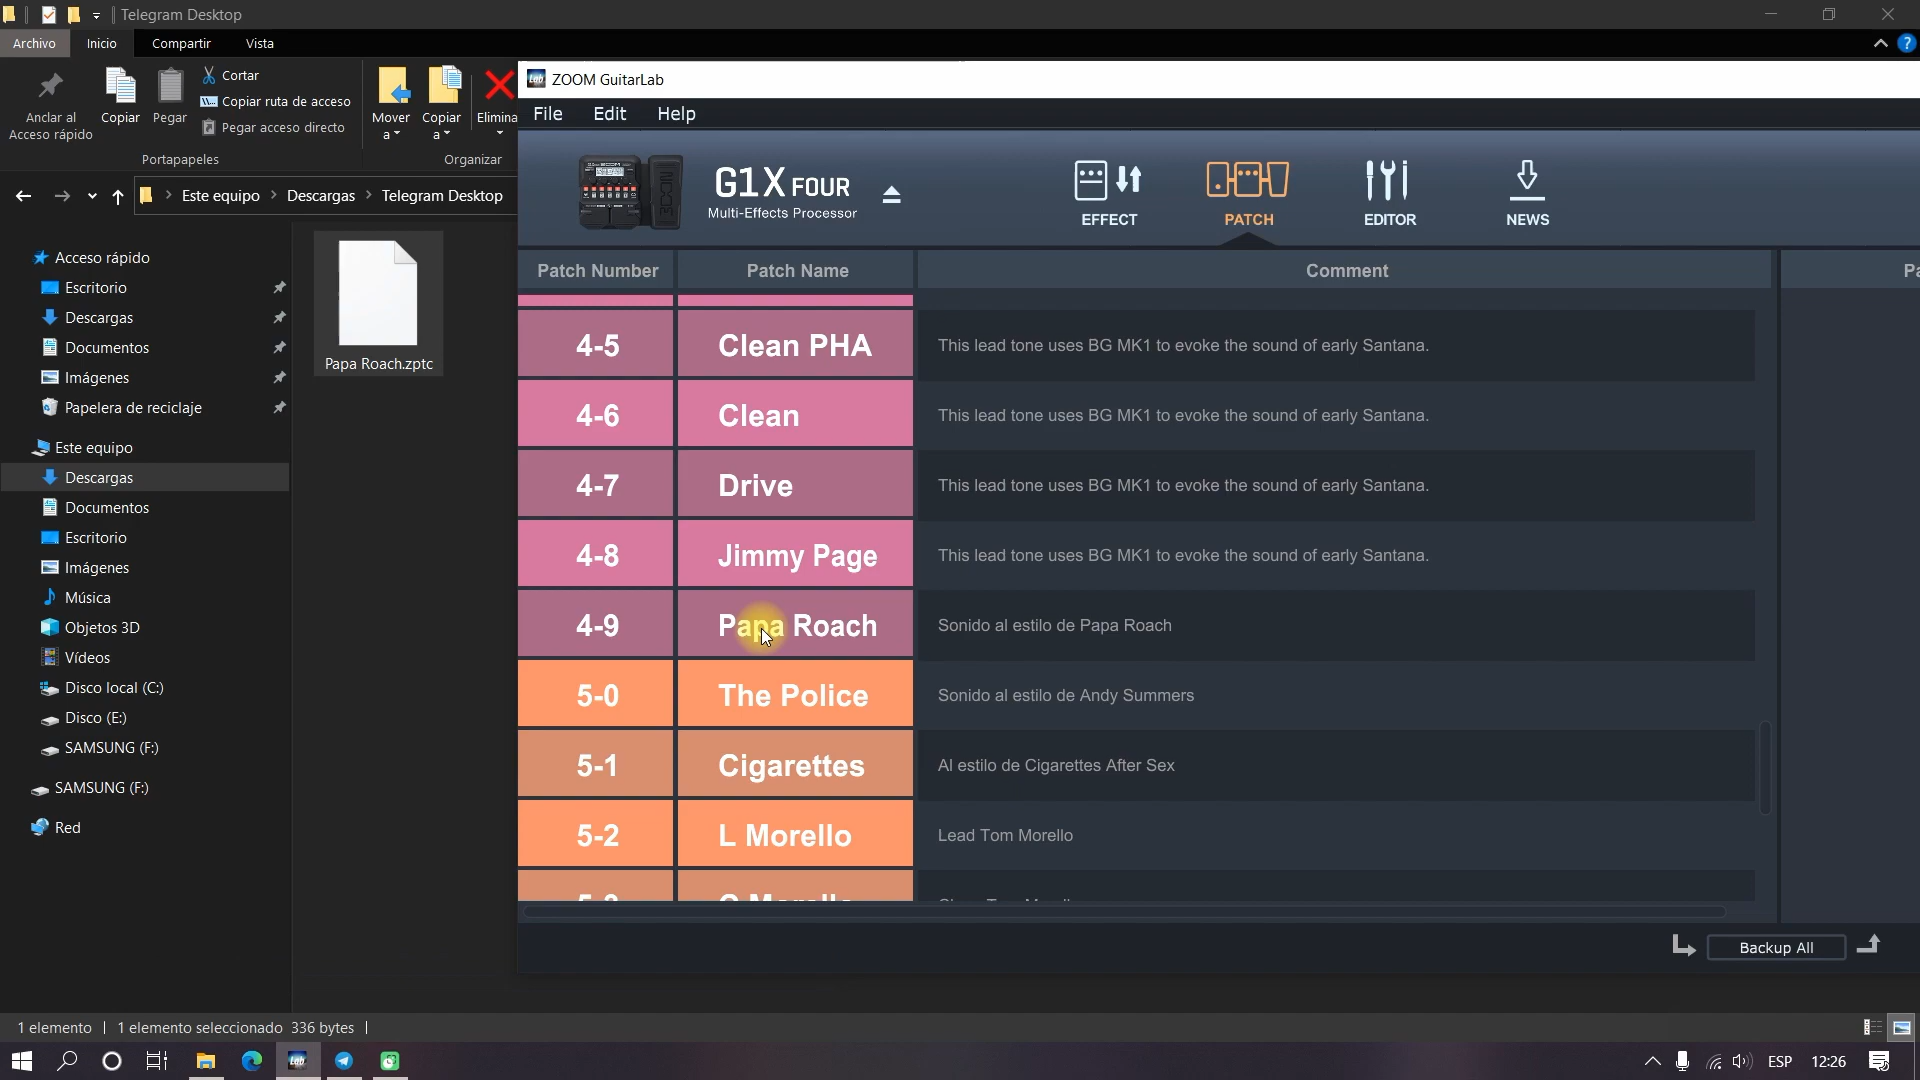 Telegram Desktop
Archivo
Inicio
Compartir
Vista
Anclar al
Acceso rápido
Copiar
Pegar
Cortar
Copiar ruta de acceso
Pegar acceso directo
Portapapeles
Mover
a
Copiar
a
Elimina
Organizar
Este equipo
Descargas
Telegram Desktop
Acceso rápido
Escritorio
Descargas
Documentos
Imágenes
Papelera de reciclaje
Este equipo
Descargas
Documentos
Escritorio
Imágenes
Música
Objetos 3D
Vídeos
Disco local (C:)
Disco (E:)
SAMSUNG (F:)
SAMSUNG (F:)
Red
Papa Roach.zptc
Lab ZOOM GuitarLab
File Edit Help
G1X FOUR
Multi-Effects Processor
EFFECT
PATCH
EDITOR
NEWS
Patch Number Patch Name Comment Pa
4-5 Clean PHA This lead tone uses BG MK1 to evoke the sound of early Santana.
4-6 Clean This lead tone uses BG MK1 to evoke the sound of early Santana.
4-7 Drive This lead tone uses BG MK1 to evoke the sound of early Santana.
4-8 Jimmy Page This lead tone uses BG MK1 to evoke the sound of early Santana.
4-9 Papa Roach Sonido al estilo de Papa Roach
5-0 The Police Sonido al estilo de Andy Summers
5-1 Cigarettes Al estilo de Cigarettes After Sex
5-2 L Morello Lead Tom Morello
Backup All
1 elemento 1 elemento seleccionado 336 bytes
Lab
ESP 12:26